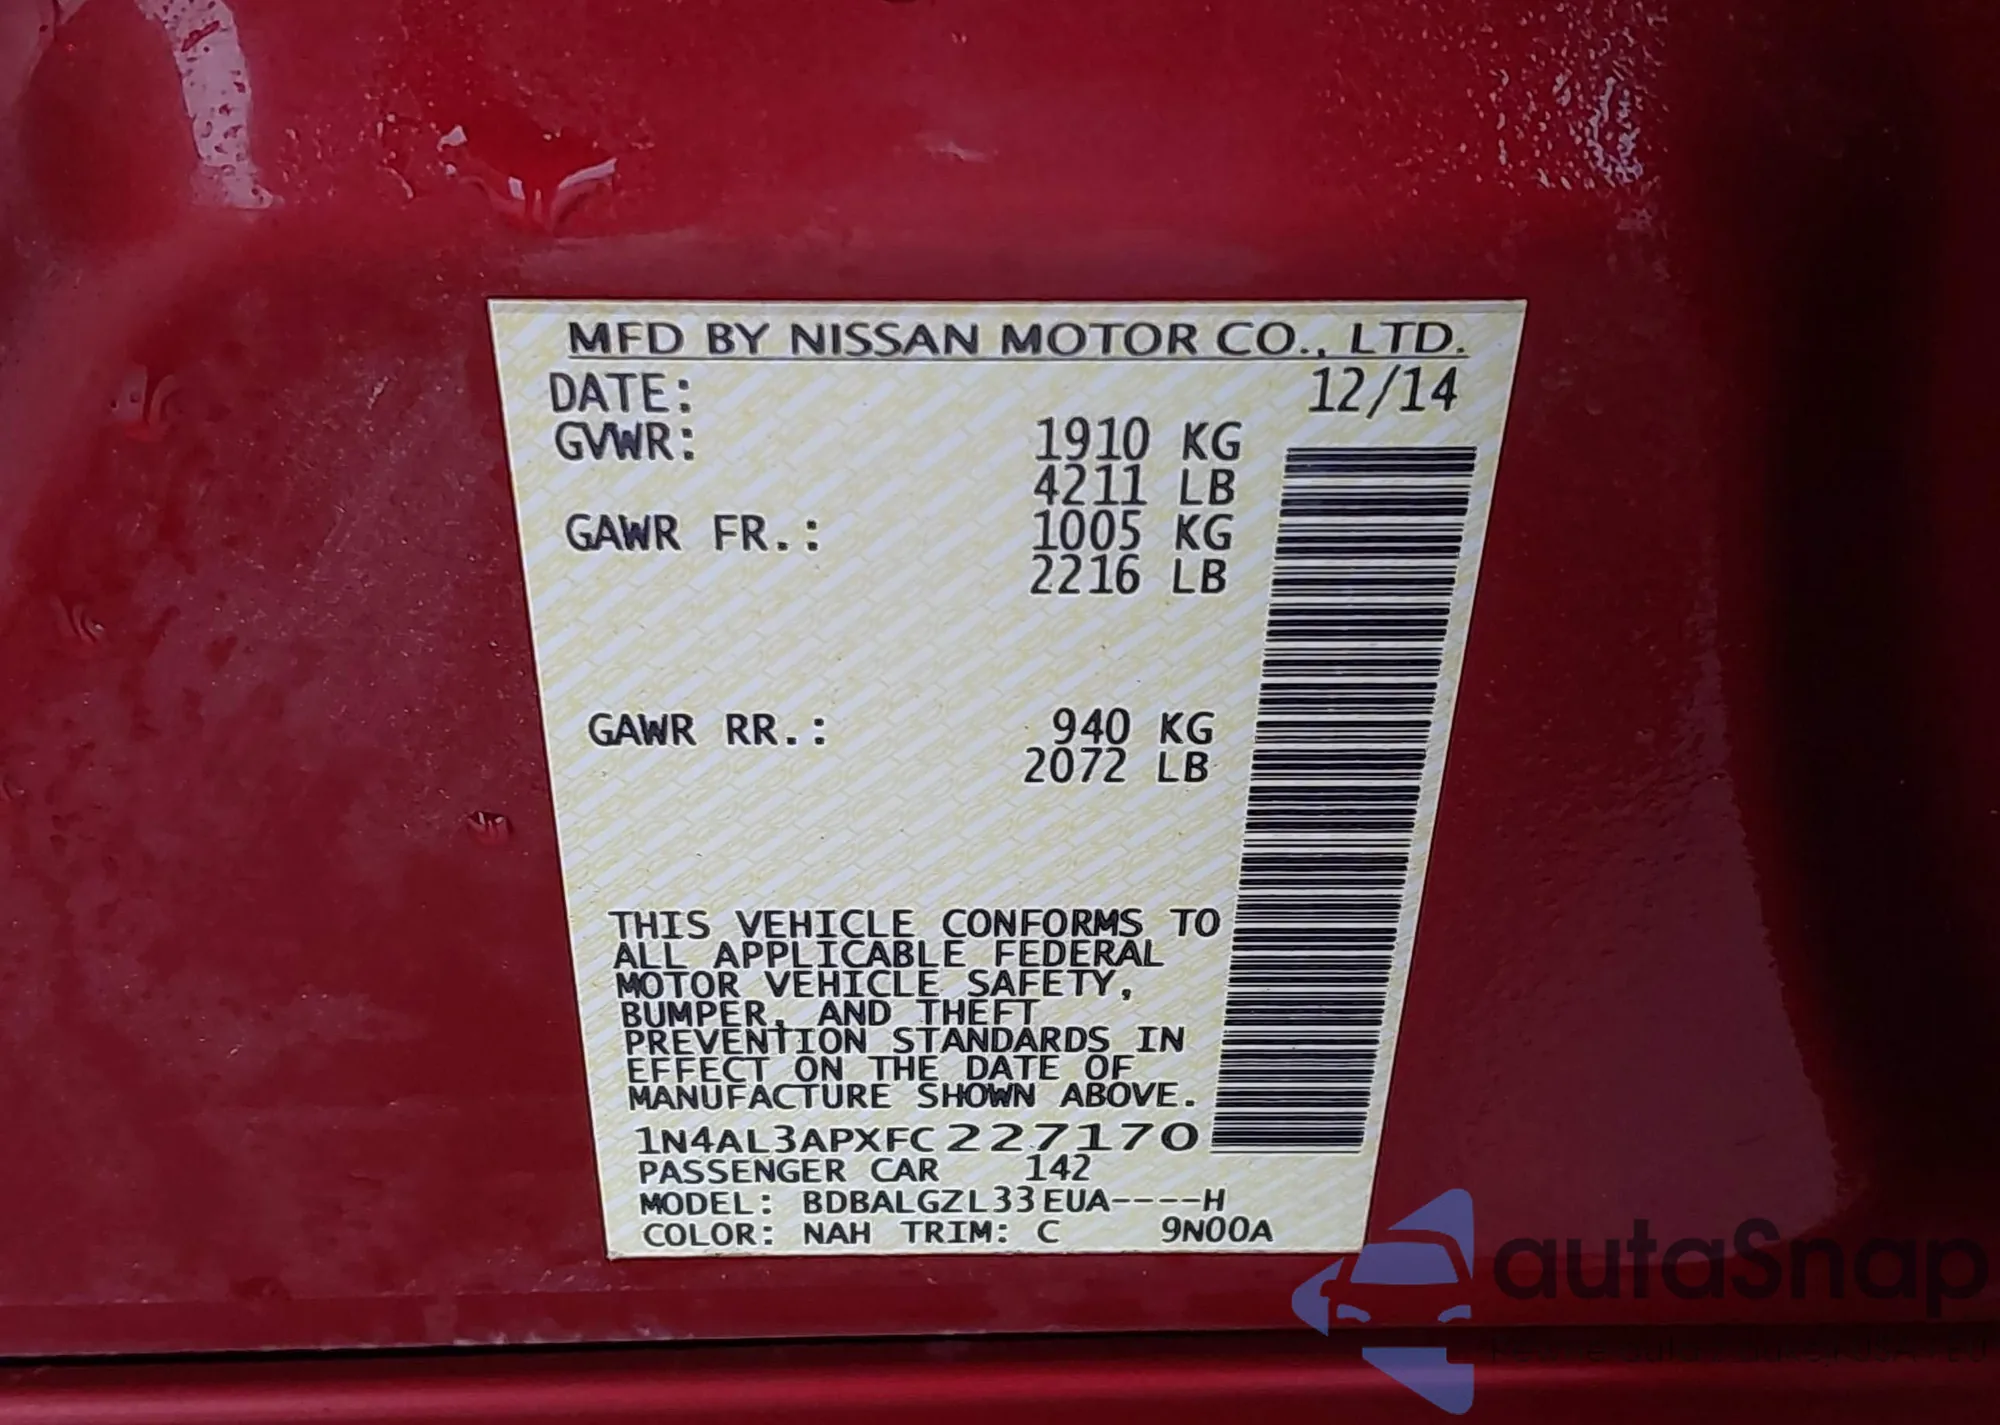 MFD BY NISSAN MOTOR CO., LTD.
DATE: 12/14
GVWR: 1910 KG
4211 LB
GAWR FR.: 1005 KG
2216 LB
GAWR RR.: 940 KG
2072 LB
THIS VEHICLE CONFORMS TO
ALL APPLICABLE FEDERAL
MOTOR VEHICLE SAFETY,
BUMPER, AND THEFT
PREVENTION STANDARDS IN
EFFECT ON THE DATE OF
MANUFACTURE SHOWN ABOVE.
1N4AL3APXFC227170
PASSENGER CAR 142
MODEL: BDBALGZL33EUA----H
COLOR: NAH TRIM: C 9N00A
autaSnap